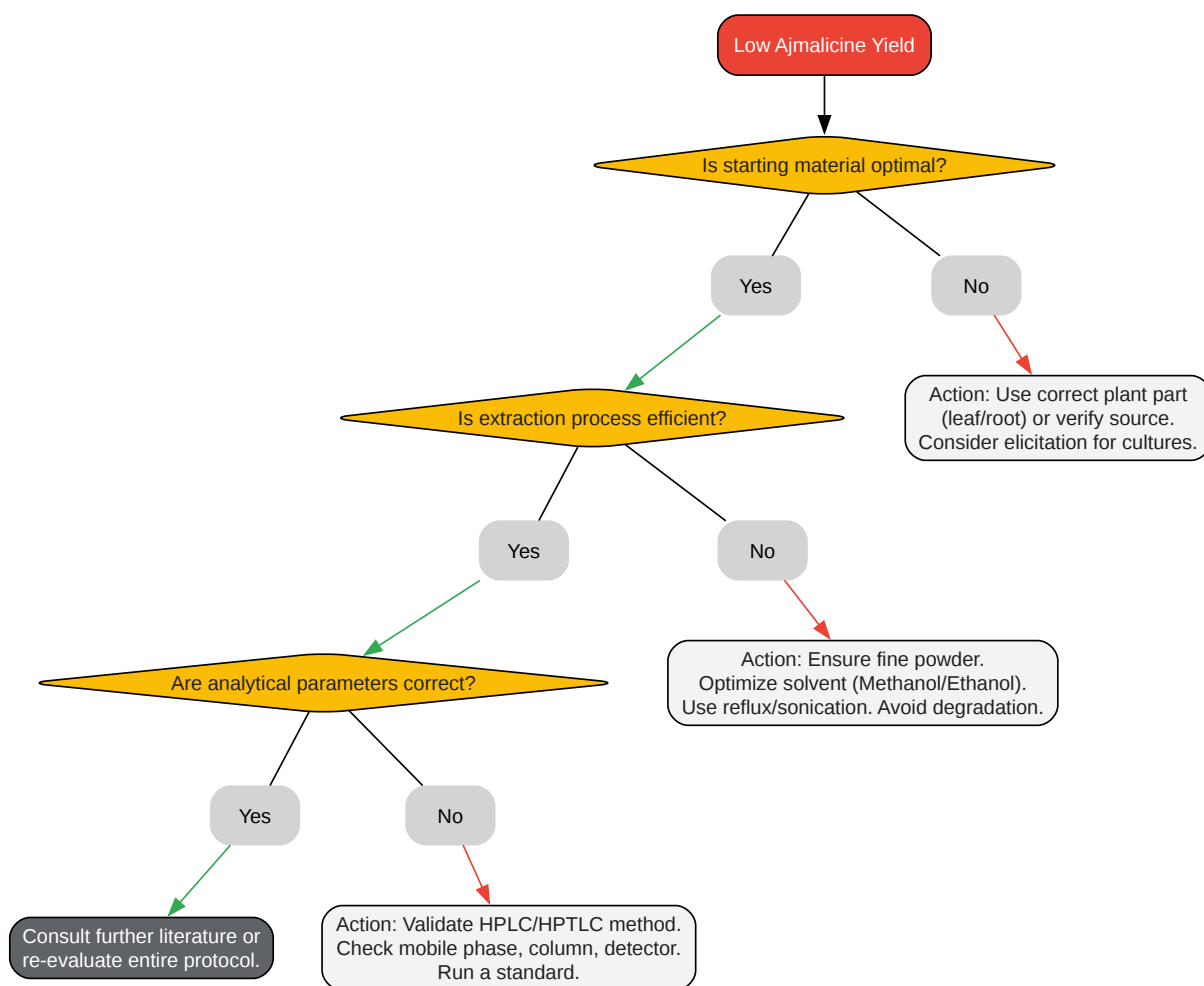 Low Ajmalicine Yield
Is starting material optimal?
Yes
No
Action: Use correct plant part
(leaf/root) or verify source.
Consider elicitation for cultures.
Is extraction process efficient?
Yes
No
Action: Ensure fine powder.
Optimize solvent (Methanol/Ethanol).
Use reflux/sonication. Avoid degradation.
Are analytical parameters correct?
Yes
No
Consult further literature or
re-evaluate entire protocol.
Action: Validate HPLC/HPTLC method.
Check mobile phase, column, detector.
Run a standard.